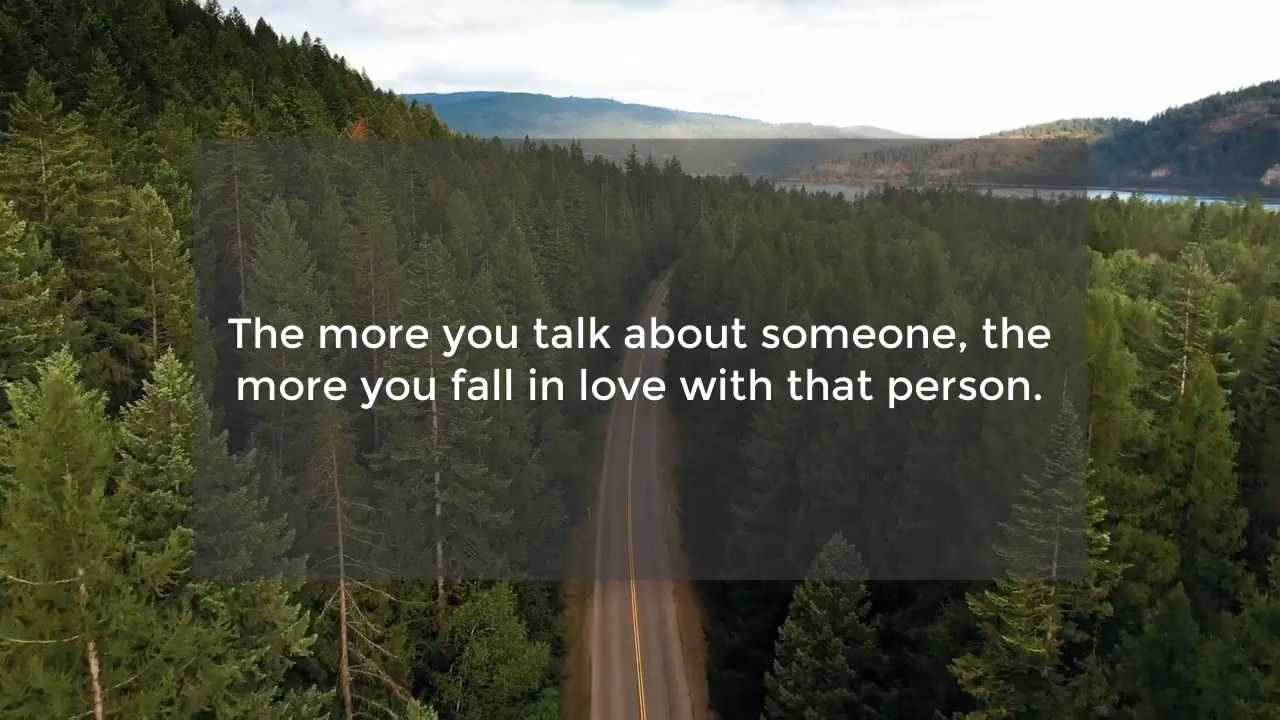 The more you talk about someone, the
more you fall in love with that person.